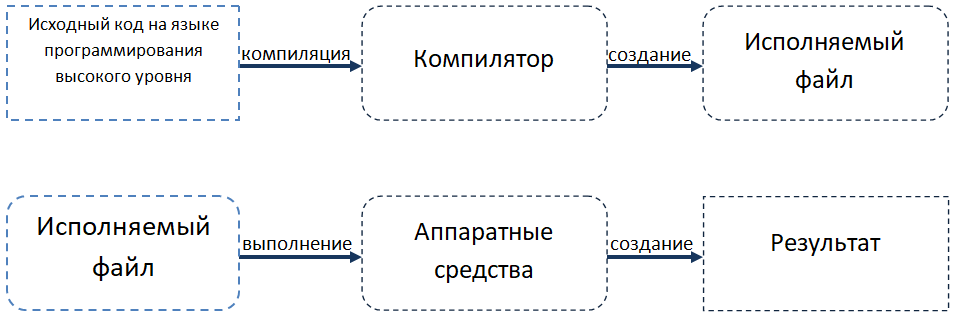 Исходный код на языке
программирования
высокого уровня
компиляция
Компилятор
создание
Исполняемый
файл
Исполняемый
файл
выполнение
Аппаратные
средства
создание
Результат